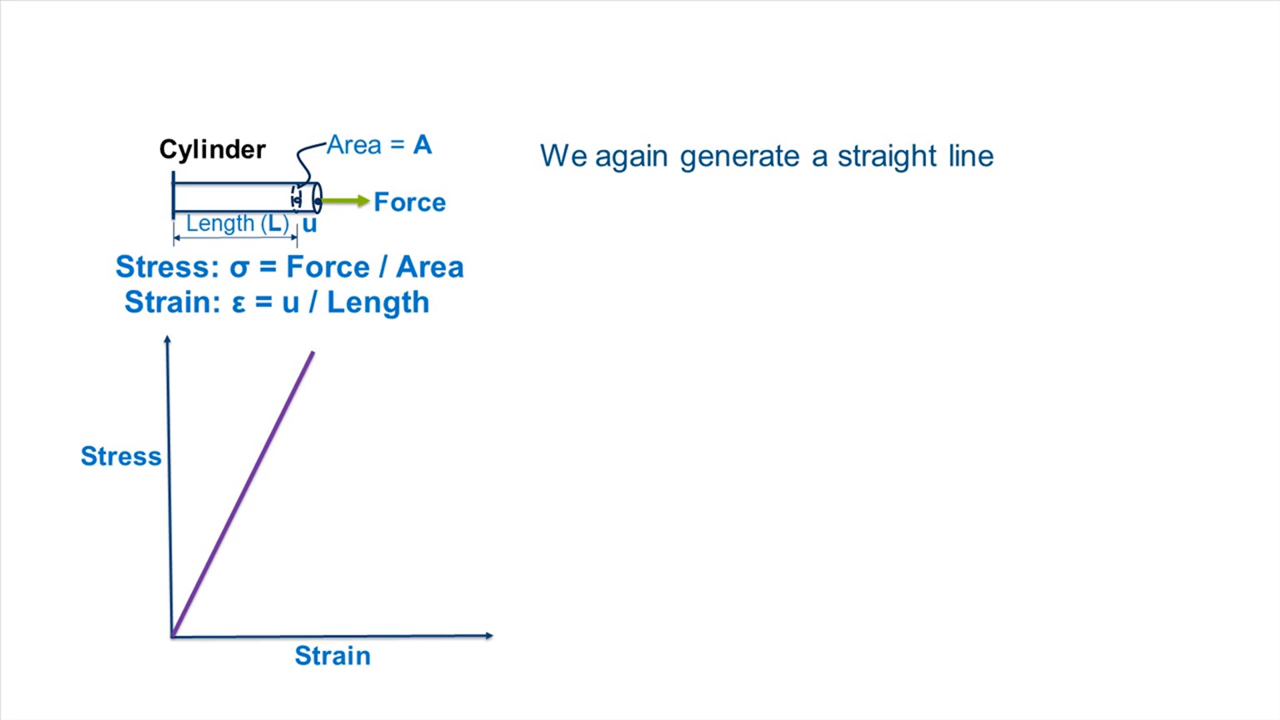 Cylinder
Area = A
We again generate a straight line
Force
Length (L) u
Stress: σ = Force / Area
Strain: ε = u / Length
Stress
Strain